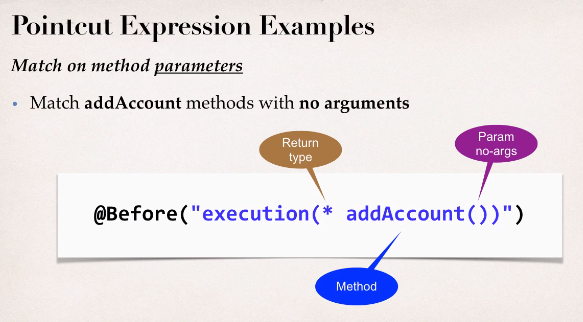 Pointcut Expression Examples
Match on method parameters
• Match addAccount methods with no arguments
Return
type
Param
no-args
@Before("execution(* addAccount())")
Method